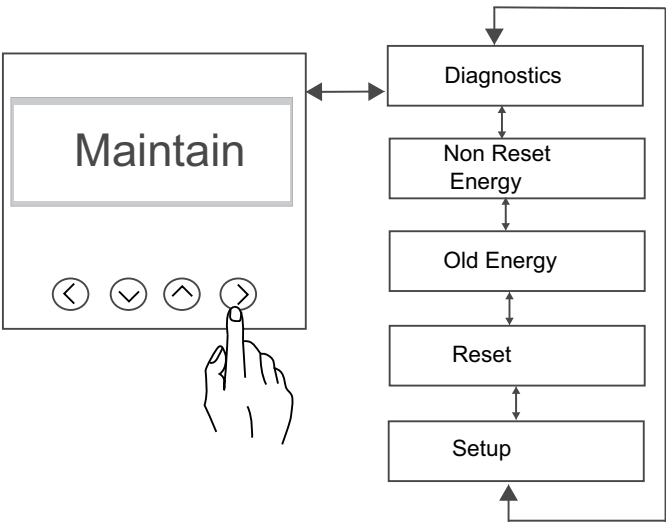 Maintain
Diagnostics
Non Reset
Energy
Old Energy
Reset
Setup